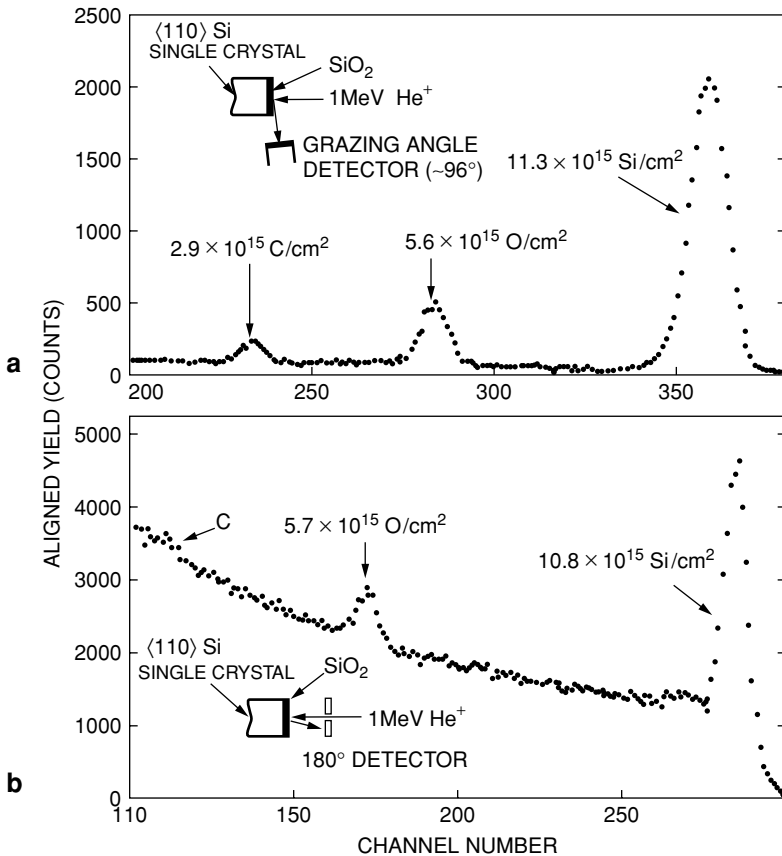 a
2500
2000
1500
1000
500
0
⟨110⟩ Si
SINGLE CRYSTAL
SiO2
1MeV He+
GRAZING ANGLE
DETECTOR (~96°)
11.3 × 10^15 Si/cm^2
2.9 × 10^15 C/cm^2
5.6 × 10^15 O/cm^2
200 250 300 350
ALIGNED YIELD (COUNTS)
b
5000
4000
3000
2000
1000
0
C
5.7 × 10^15 O/cm^2
10.8 × 10^15 Si/cm^2
⟨110⟩ Si
SINGLE CRYSTAL
SiO2
1MeV He+
180° DETECTOR
110 150 200 250
CHANNEL NUMBER